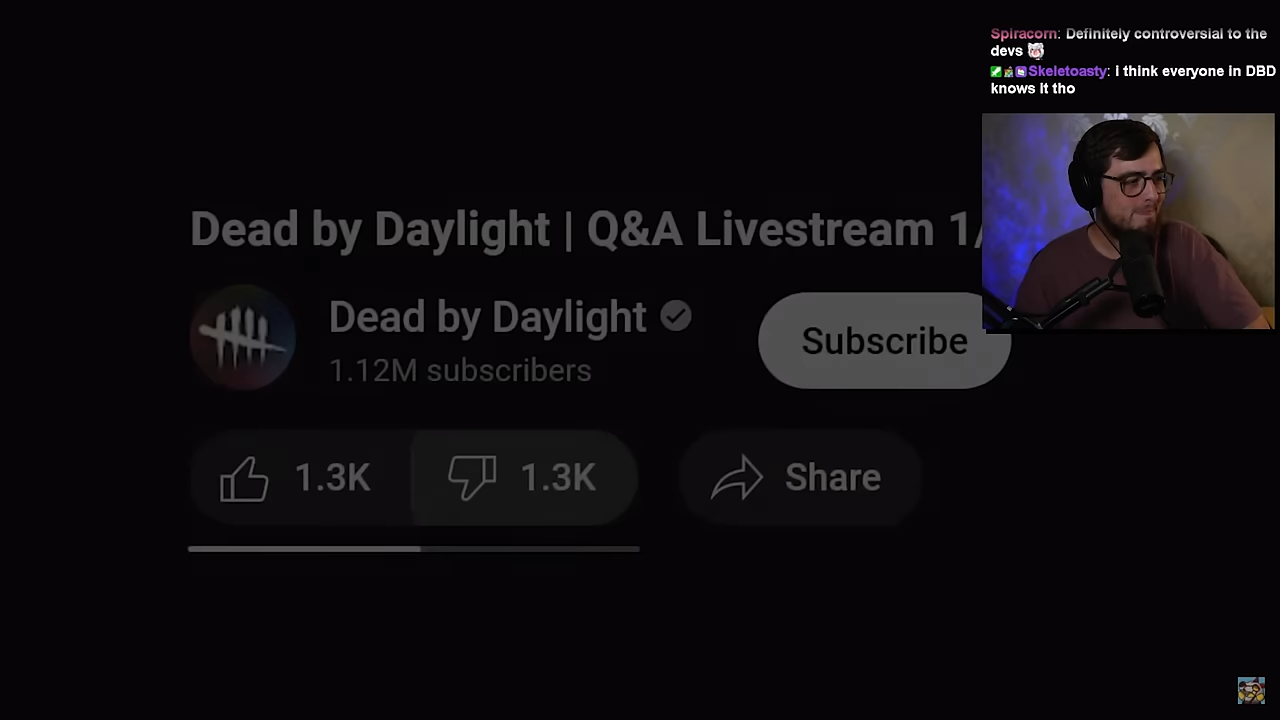 Spiracorn: Definitely controversial to the
devs
Skeletoasty: I think everyone in DBD
knows it tho
Dead by Daylight | Q&A Livestream 1/
Dead by Daylight
1.12M subscribers
Subscribe
1.3K
1.3K
Share